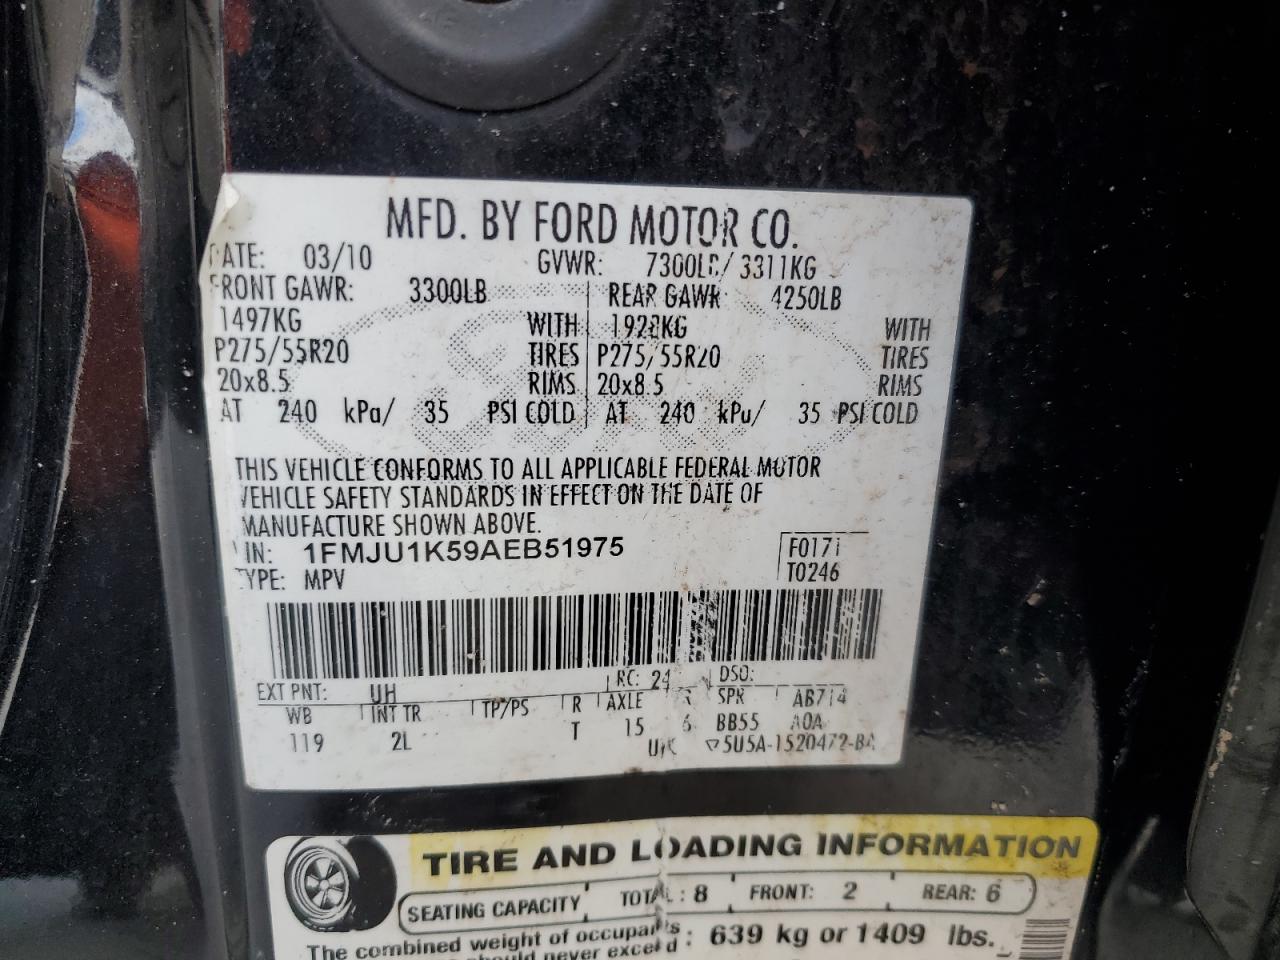 MFD. BY FORD MOTOR CO.
DATE: 03/10 GVWR: 7300LB/ 3311KG
FRONT GAWR: 3300LB REAR GAWR: 4250LB
1497KG WITH 1928KG WITH
P275/55R20 TIRES P275/55R20 TIRES
20x8.5 RIMS 20x8.5 RIMS
AT 240 kPa/ 35 PSI COLD AT 240 kPa/ 35 PSI COLD
THIS VEHICLE CONFORMS TO ALL APPLICABLE FEDERAL MOTOR
VEHICLE SAFETY STANDARDS IN EFFECT ON THE DATE OF
MANUFACTURE SHOWN ABOVE.
VIN: 1FMJU1K59AEB51975 F0171
TYPE: MPV T0246
EXT PNT: UH RC: 24 DSO:
WB INT TR TP/PS R AXLE SPR AB714
119 2L T 15 6 BB55 A0A
5U5A-1520472-BA
TIRE AND LOADING INFORMATION
SEATING CAPACITY TOTAL: 8 FRONT: 2 REAR: 6
The combined weight of occupants
should never exceed: 639 kg or 1409 lbs.